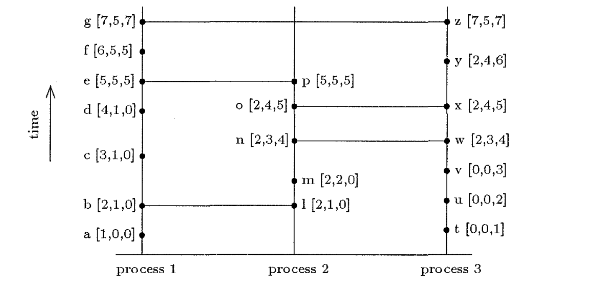 g [7,5,7] z [7,5,7]
f [6,5,5] y [2,4,6]
e [5,5,5] p [5,5,5]
d [4,1,0] o [2,4,5] x [2,4,5]
n [2,3,4] w [2,3,4]
c [3,1,0] v [0,0,3]
m [2,2,0]
b [2,1,0] l [2,1,0] u [0,0,2]
a [1,0,0] t [0,0,1]
time
process 1 process 2 process 3